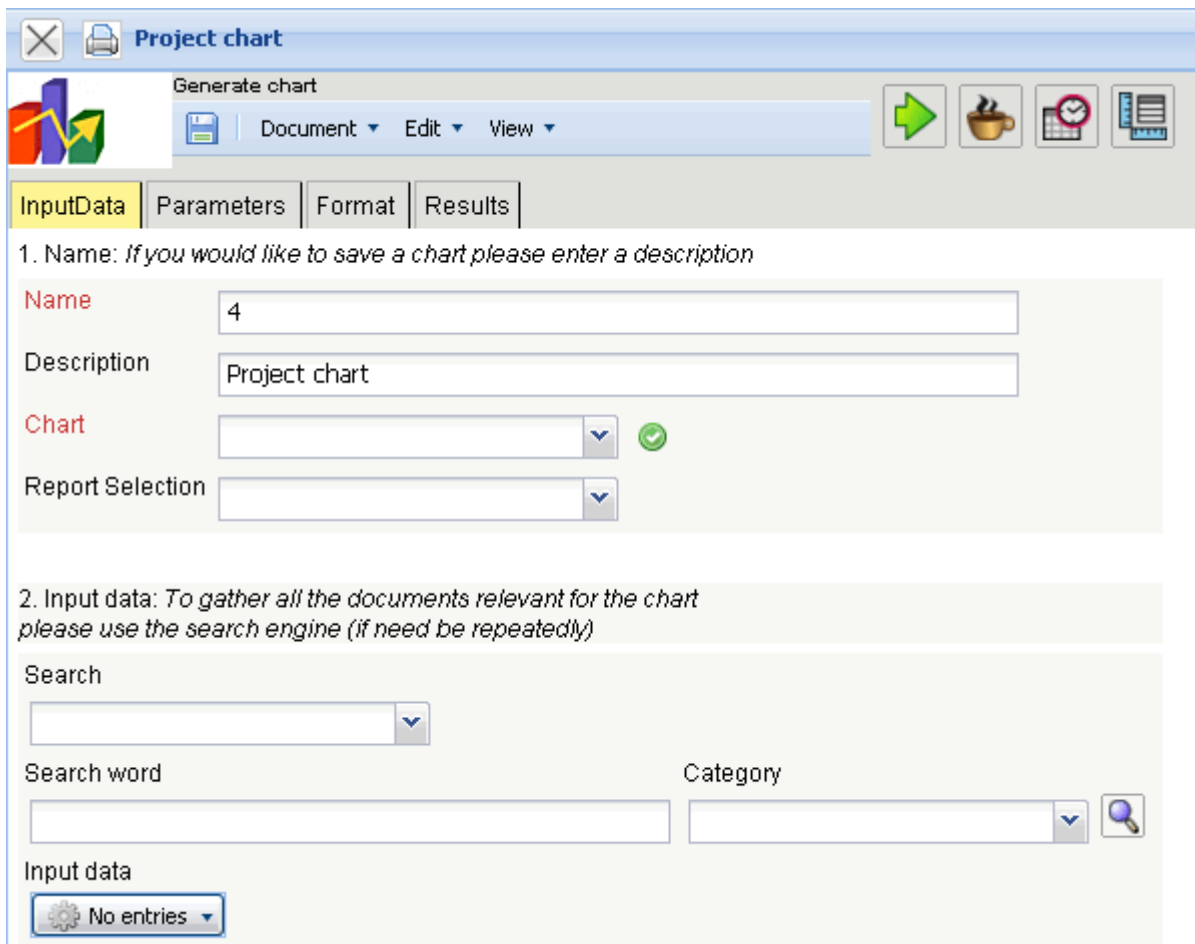 Project chart
Generate chart
Document Edit View
InputData Parameters Format Results
1. Name: If you would like to save a chart please enter a description
Name 4
Description Project chart
Chart
Report Selection
2. Input data: To gather all the documents relevant for the chart
please use the search engine (if need be repeatedly)
Search
Search word Category
Input data
No entries